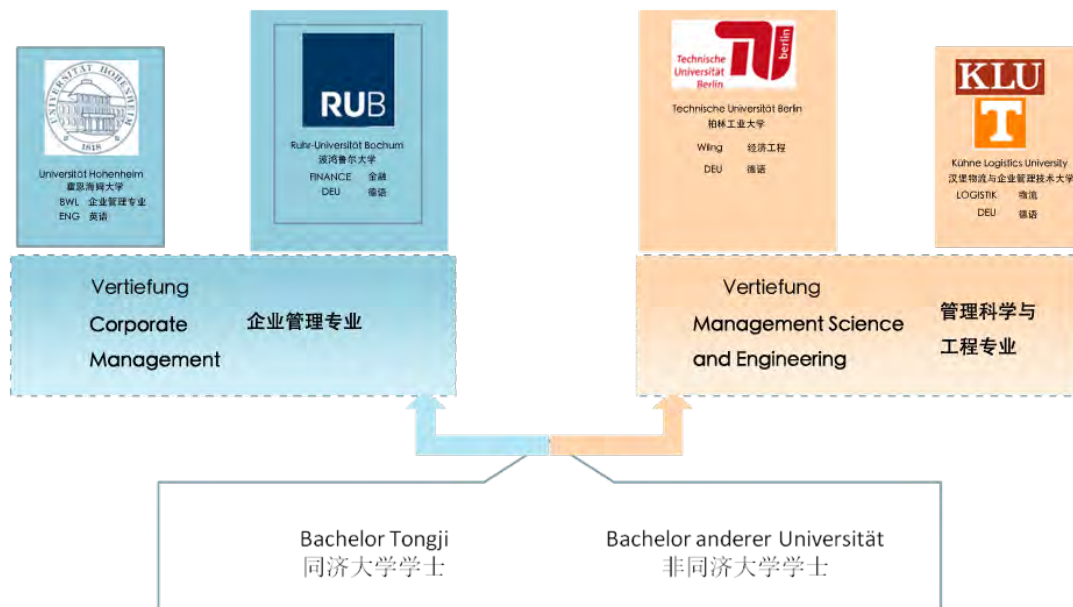 UNIVERSITÄT HOHENHEIM
1818
Universität Hohenheim
霍恩海姆大学
BWL 企业管理专业
ENG 英语
RUB
Ruhr-Universität Bochum
波鸿鲁尔大学
FINANCE 金融
DEU 德语
Technische
Universität
Berlin
berlin
Technische Universität Berlin
柏林工业大学
WiIng 经济工程
DEU 德语
KLU
T
Kühne Logistics University
汉堡物流与企业管理技术大学
LOGISTIK 物流
DEU 德语
Vertiefung
Corporate
Management
企业管理专业
Vertiefung
Management Science
and Engineering
管理科学与
工程专业
Bachelor Tongji
同济大学学士
Bachelor anderer Universität
非同济大学学士